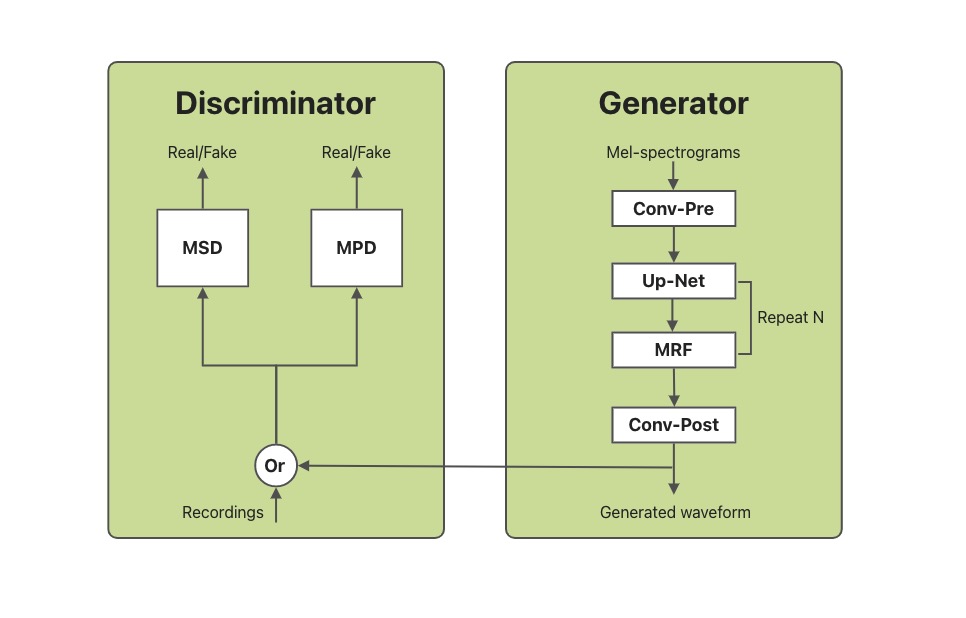 Discriminator
Real/Fake
Real/Fake
MSD
MPD
Or
Recordings
Generator
Mel-spectrograms
Conv-Pre
Up-Net
Repeat N
MRF
Conv-Post
Generated waveform